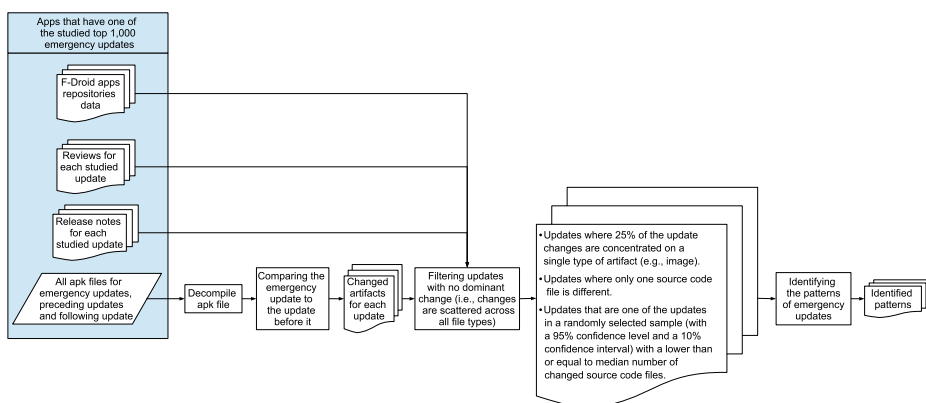 Apps that have one of
the studied top 1,000
emergency updates
F-Droid apps
repositories
data
Reviews for
each studied
update
Release notes
for each
studied update
All apk files for
emergency updates,
preceding updates
and following update
Decompile
apk file
Comparing the
emergency
update to
the update
before it
Changed
artifacts
for each
update
Filtering updates
with no dominant
change (i.e., changes
are scattered across
all file types)
•Updates where 25% of the update
changes are concentrated on a
single type of artifact (e.g., image).
•Updates where only one source code
file is different.
•Updates that are one of the updates
in a randomly selected sample (with
a 95% confidence level and a 10%
confidence interval) with a lower than
or equal to median number of
changed source code files.
Identifying
the patterns
of emergency
updates
Identified
patterns